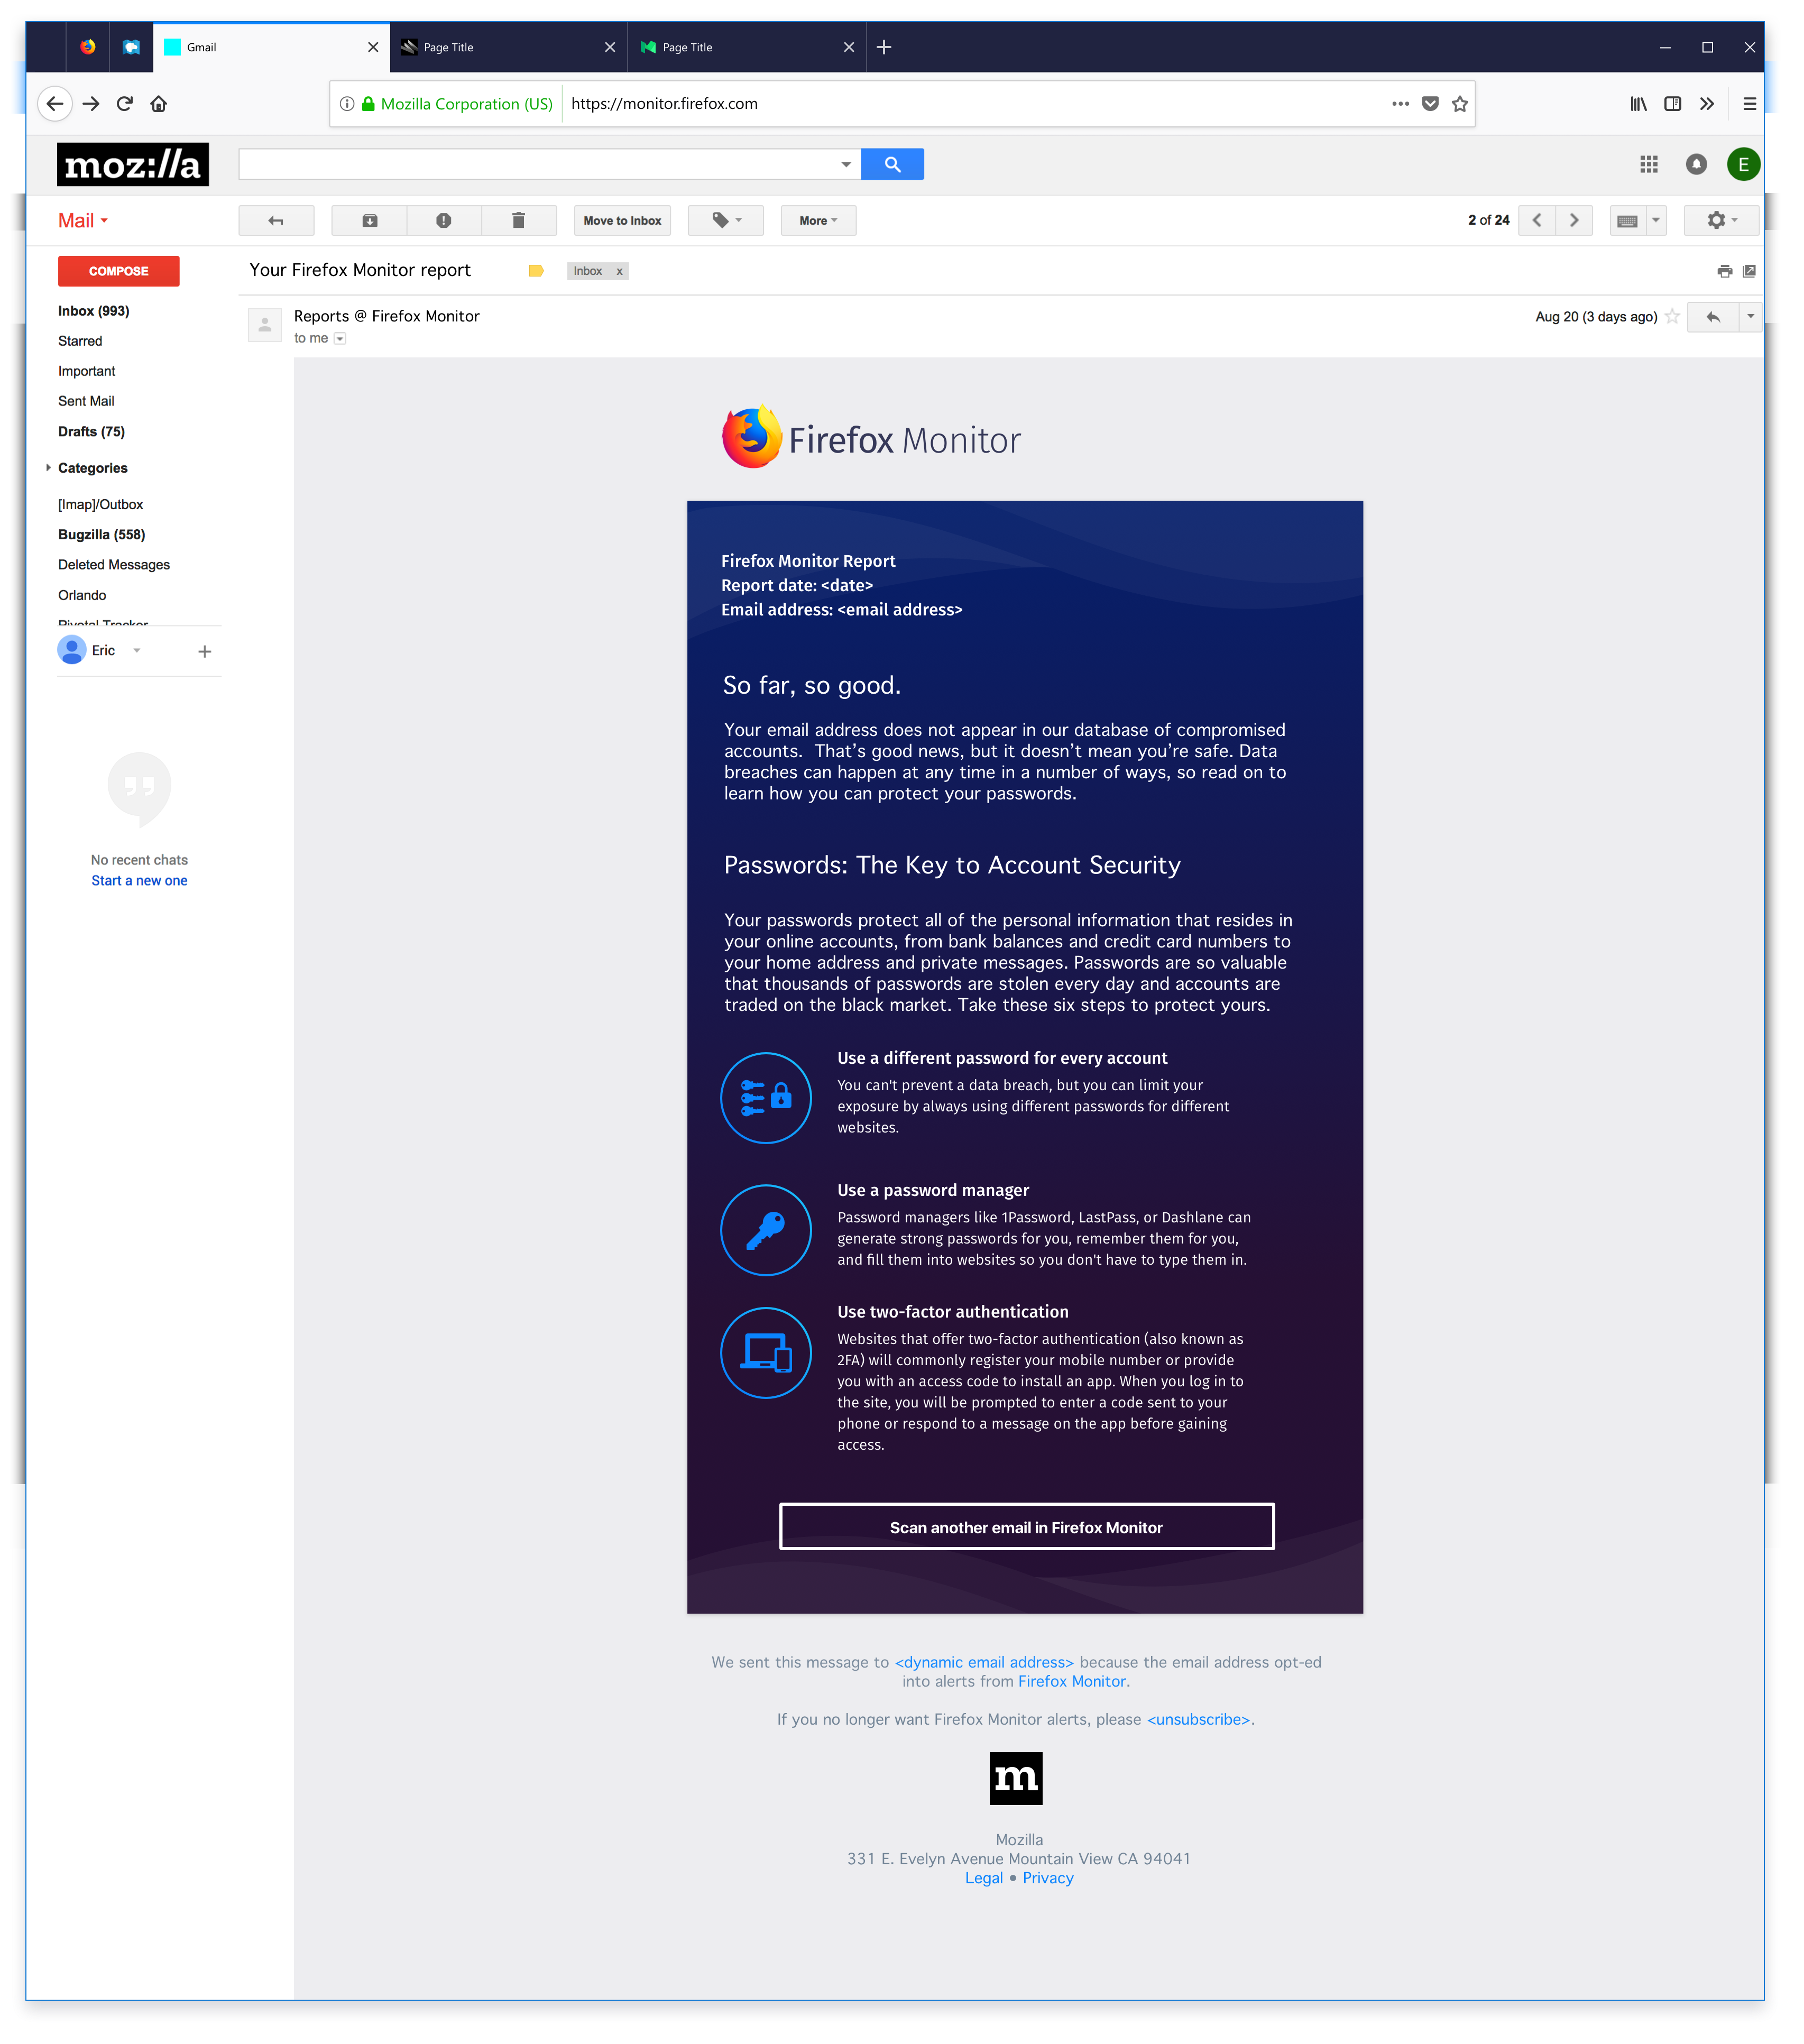 Gmail
Page Title
Page Title
Mozilla Corporation (US)
https://monitor.firefox.com
moz://a
E
Mail
Move to Inbox
More
2 of 24
COMPOSE
Your Firefox Monitor report
Inbox x
Inbox (993)
Reports @ Firefox Monitor
Aug 20 (3 days ago)
to me
Starred
Important
Sent Mail
Drafts (75)
Categories
[Imap]/Outbox
Bugzilla (558)
Deleted Messages
Orlando
Pivotal Tracker
Eric
No recent chats
Start a new one
Firefox Monitor
Firefox Monitor Report
Report date: <date>
Email address: <email address>
So far, so good.
Your email address does not appear in our database of compromised
accounts.  That’s good news, but it doesn’t mean you’re safe. Data
breaches can happen at any time in a number of ways, so read on to
learn how you can protect your passwords.
Passwords: The Key to Account Security
Your passwords protect all of the personal information that resides in
your online accounts, from bank balances and credit card numbers to
your home address and private messages. Passwords are so valuable
that thousands of passwords are stolen every day and accounts are
traded on the black market. Take these six steps to protect yours.
Use a different password for every account
You can't prevent a data breach, but you can limit your
exposure by always using different passwords for different
websites.
Use a password manager
Password managers like 1Password, LastPass, or Dashlane can
generate strong passwords for you, remember them for you,
and fill them into websites so you don't have to type them in.
Use two-factor authentication
Websites that offer two-factor authentication (also known as
2FA) will commonly register your mobile number or provide
you with an access code to install an app. When you log in to
the site, you will be prompted to enter a code sent to your
phone or respond to a message on the app before gaining
access.
Scan another email in Firefox Monitor
We sent this message to <dynamic email address> because the email address opt-ed
into alerts from Firefox Monitor.
If you no longer want Firefox Monitor alerts, please <unsubscribe>.
m
Mozilla
331 E. Evelyn Avenue Mountain View CA 94041
Legal • Privacy